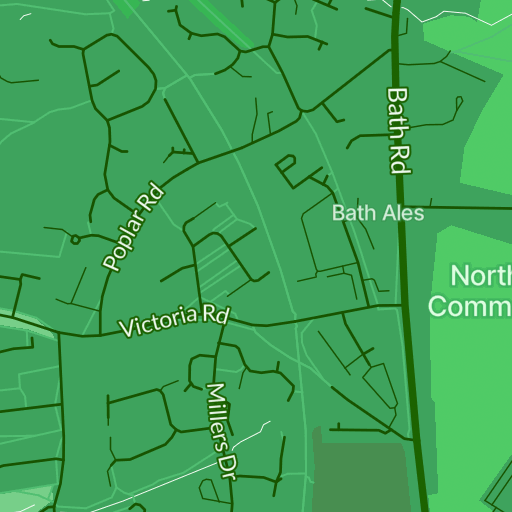 Bath Rd
Bath Ales
Poplar Rd
North
Comm
Victoria Rd
Millers Dr